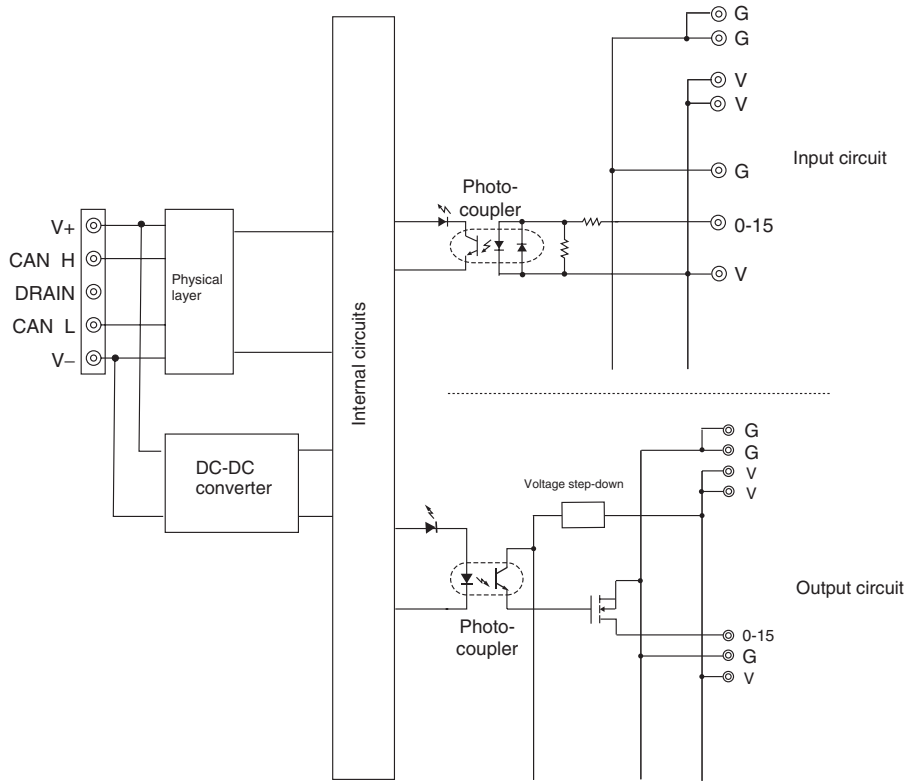 G
G
V
V
G
Input circuit
Photo-
coupler
0-15
V
V+
CAN H
DRAIN
CAN L
V−
Physical
layer
Internal circuits
DC-DC
converter
G
G
V
V
Voltage step-down
Output circuit
Photo-
coupler
0-15
G
V